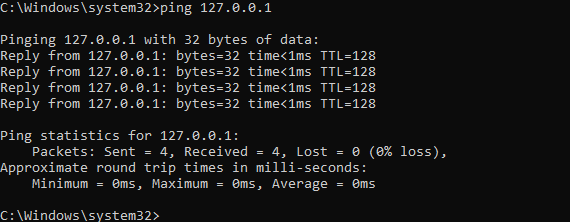 C:\Windows\system32>ping 127.0.0.1
Pinging 127.0.0.1 with 32 bytes of data:
Reply from 127.0.0.1: bytes=32 time<1ms TTL=128
Reply from 127.0.0.1: bytes=32 time<1ms TTL=128
Reply from 127.0.0.1: bytes=32 time<1ms TTL=128
Reply from 127.0.0.1: bytes=32 time<1ms TTL=128
Ping statistics for 127.0.0.1:
Packets: Sent = 4, Received = 4, Lost = 0 (0% loss),
Approximate round trip times in milli-seconds:
Minimum = 0ms, Maximum = 0ms, Average = 0ms
C:\Windows\system32>